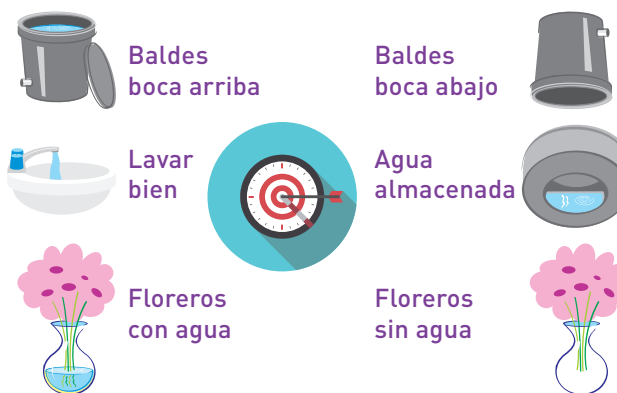 Baldes
boca arriba
Baldes
boca abajo
Lavar
bien
Agua
almacenada
Floreros
con agua
Floreros
sin agua